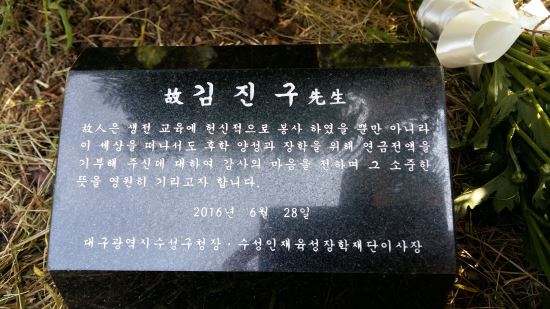 故 김 진 구 先生
故人은 생전 교육에 헌신적으로 봉사 하였을 뿐만 아니라
이 세상을 떠나서도 후학 양성과 장학을 위해 연금전액을
기부해 주신데 대하여 감사의 마음을 전하며 그 소중한
뜻을 영원히 기리고자 합니다.
2016년 6월 28일
대구광역시수성구청장 · 수성인재육성장학재단이사장